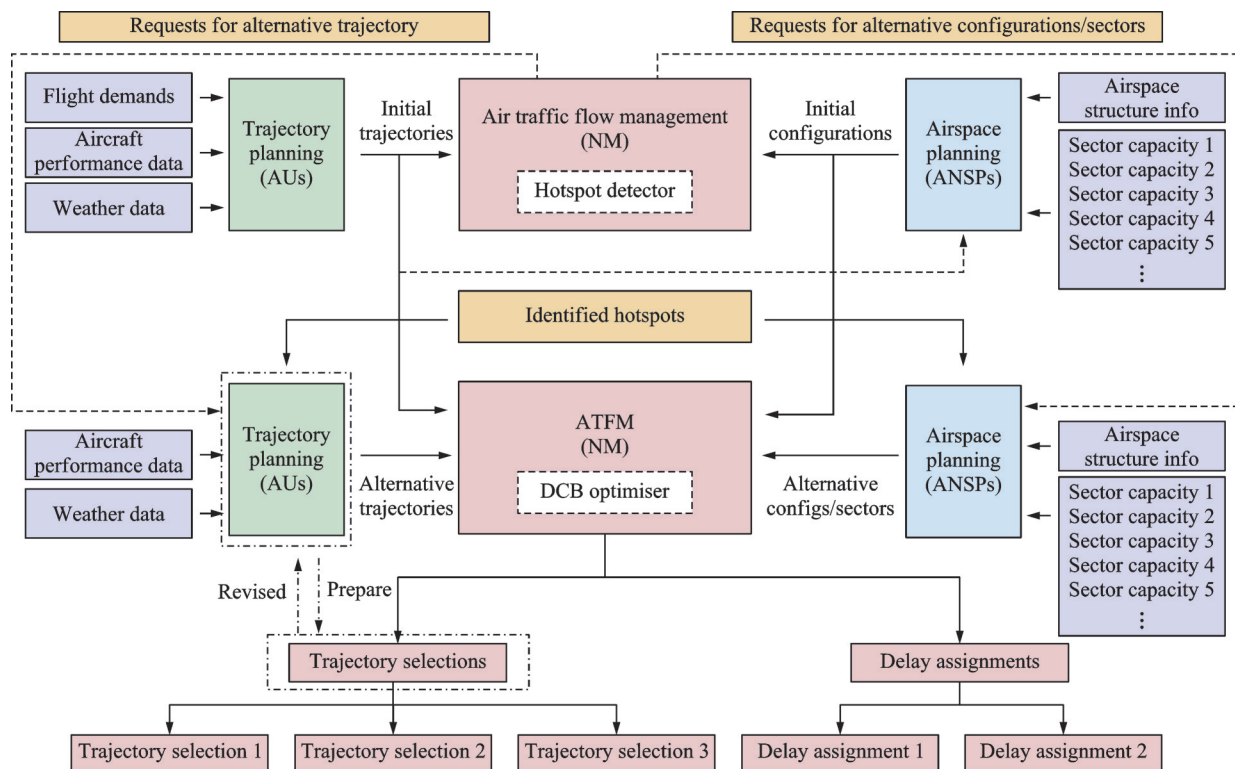 Requests for alternative trajectory
Requests for alternative configurations/sectors
Flight demands
Aircraft
performance data
Weather data
Trajectory
planning
(AUs)
Initial
trajectories
Air traffic flow management
(NM)
Hotspot detector
Initial
configurations
Airspace
planning
(ANSPs)
Airspace
structure info
Sector capacity 1
Sector capacity 2
Sector capacity 3
Sector capacity 4
Sector capacity 5
⋮
Identified hotspots
Aircraft
performance data
Weather data
Trajectory
planning
(AUs)
Alternative
trajectories
ATFM
(NM)
DCB optimiser
Alternative
configs/sectors
Airspace
planning
(ANSPs)
Airspace
structure info
Sector capacity 1
Sector capacity 2
Sector capacity 3
Sector capacity 4
Sector capacity 5
⋮
Revised
Prepare
Trajectory selections
Delay assignments
Trajectory selection 1
Trajectory selection 2
Trajectory selection 3
Delay assignment 1
Delay assignment 2